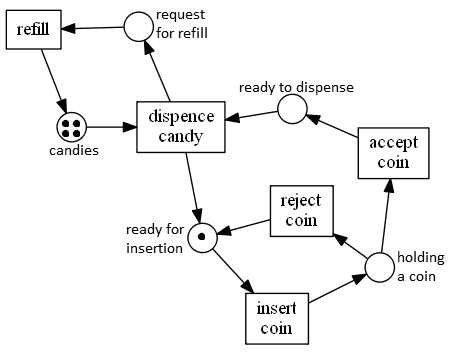 refill
request
for refill
candies
dispence
candy
ready to dispense
accept
coin
ready for
insertion
reject
coin
holding
a coin
insert
coin